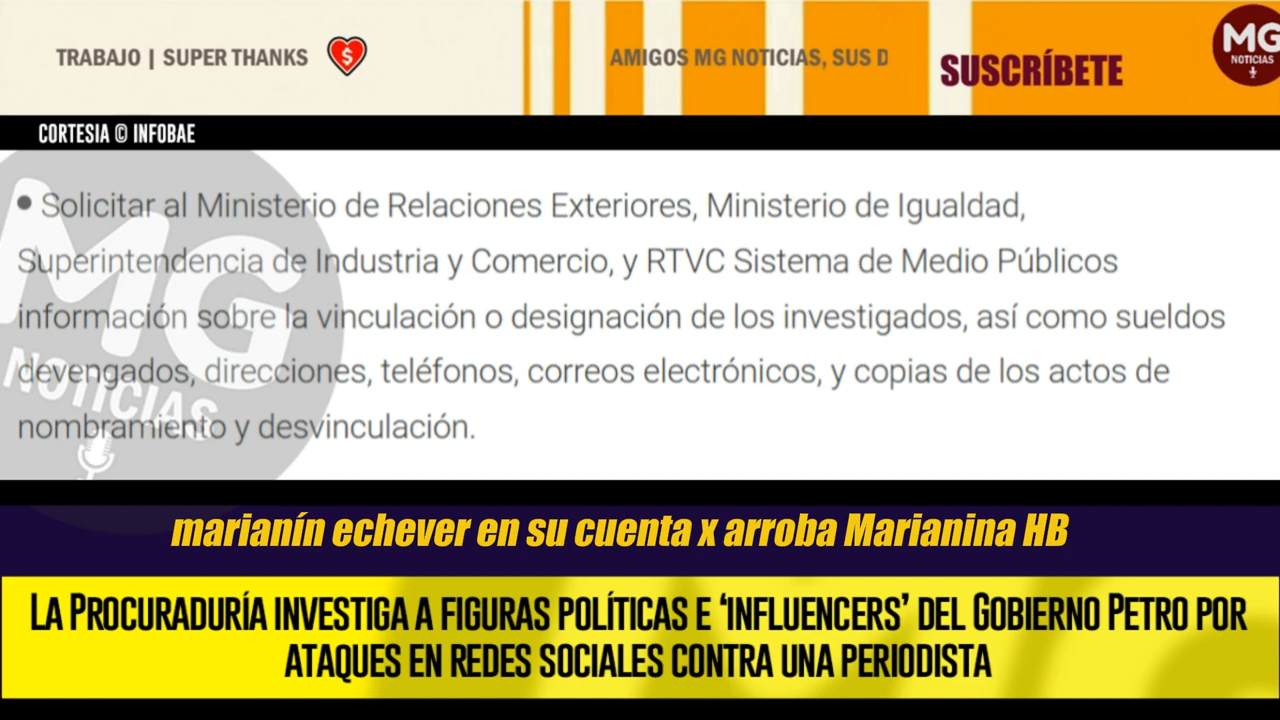 TRABAJO | SUPER THANKS
AMIGOS MG NOTICIAS, SUS D
SUSCRÍBETE
MG
NOTICIAS
CORTESIA © INFOBAE
• Solicitar al Ministerio de Relaciones Exteriores, Ministerio de Igualdad,
Superintendencia de Industria y Comercio, y RTVC Sistema de Medio Públicos
información sobre la vinculación o designación de los investigados, así como sueldos
devengados, direcciones, teléfonos, correos electrónicos, y copias de los actos de
nombramiento y desvinculación.
MG
NOTICIAS
marianín echever en su cuenta x arroba Marianina HB
LA PROCURADURÍA INVESTIGA A FIGURAS POLÍTICAS E ‘INFLUENCERS’ DEL GOBIERNO PETRO POR
ATAQUES EN REDES SOCIALES CONTRA UNA PERIODISTA